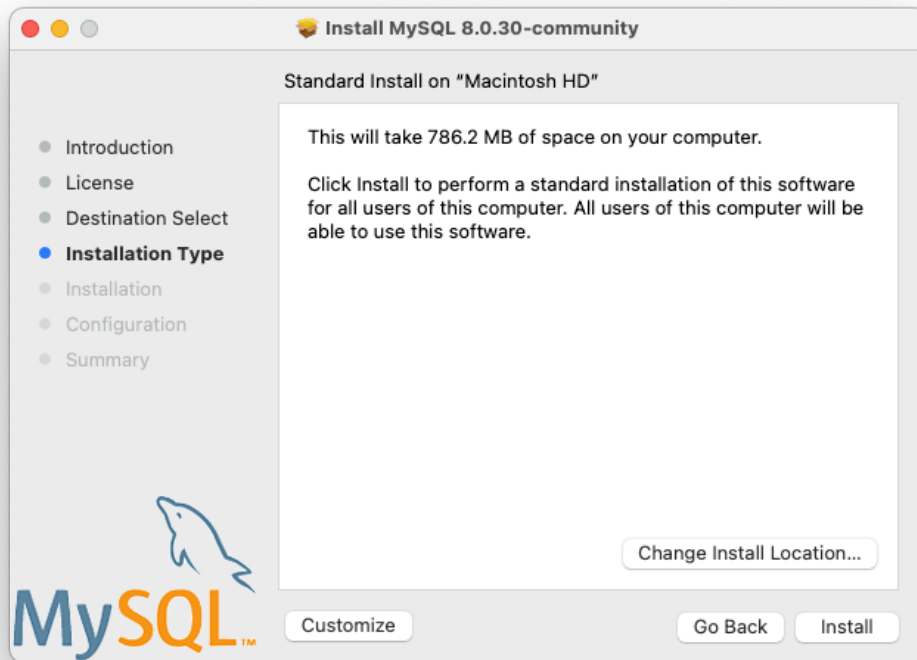 Install MySQL 8.0.30-community
Standard Install on “Macintosh HD”
Introduction
License
Destination Select
Installation Type
Installation
Configuration
Summary
This will take 786.2 MB of space on your computer.
Click Install to perform a standard installation of this software
for all users of this computer. All users of this computer will be
able to use this software.
Change Install Location...
MySQL™
Customize
Go Back
Install